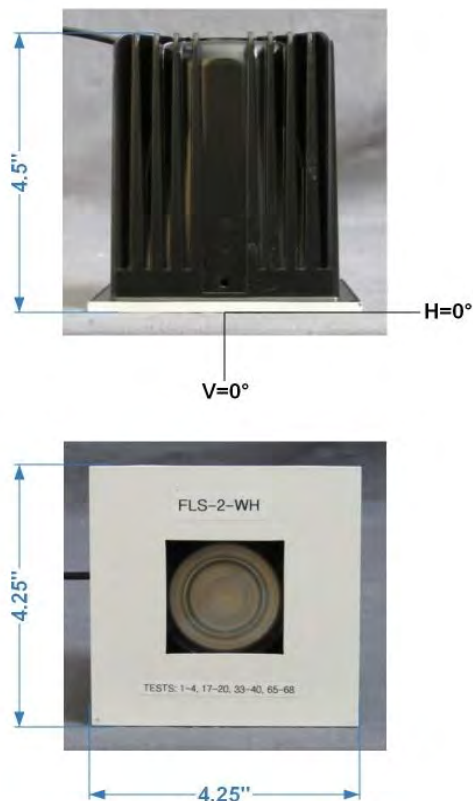 4.5"
H=0°
V=0°
FLS-2-WH
4.25"
TESTS: 1-4, 17-20, 33-40, 65-68
4.25"